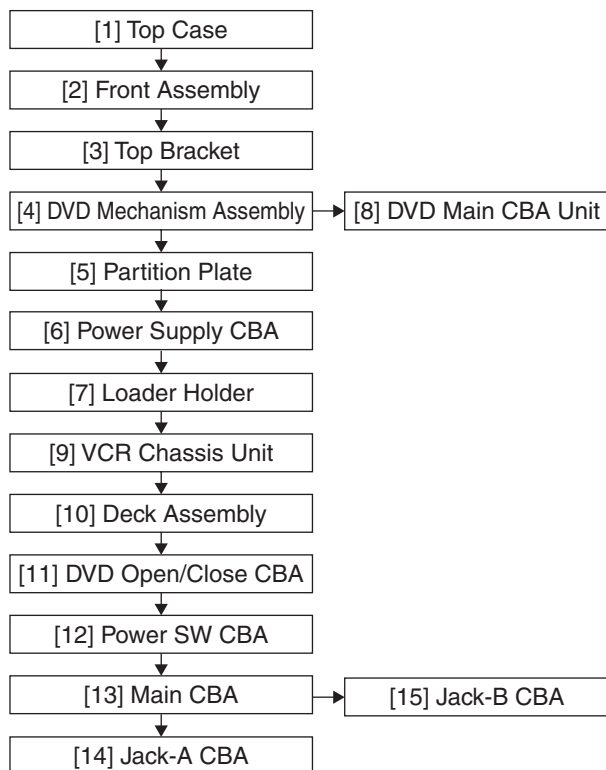 [1] Top Case
[2] Front Assembly
[3] Top Bracket
[4] DVD Mechanism Assembly
[8] DVD Main CBA Unit
[5] Partition Plate
[6] Power Supply CBA
[7] Loader Holder
[9] VCR Chassis Unit
[10] Deck Assembly
[11] DVD Open/Close CBA
[12] Power SW CBA
[13] Main CBA
[15] Jack-B CBA
[14] Jack-A CBA